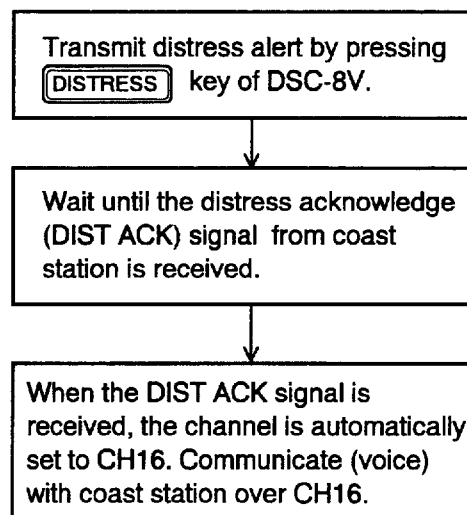 Transmit distress alert by pressing
DISTRESS key of DSC-8V.
Wait until the distress acknowledge
(DIST ACK) signal from coast
station is received.
When the DIST ACK signal is
received, the channel is automatically
set to CH16. Communicate (voice)
with coast station over CH16.